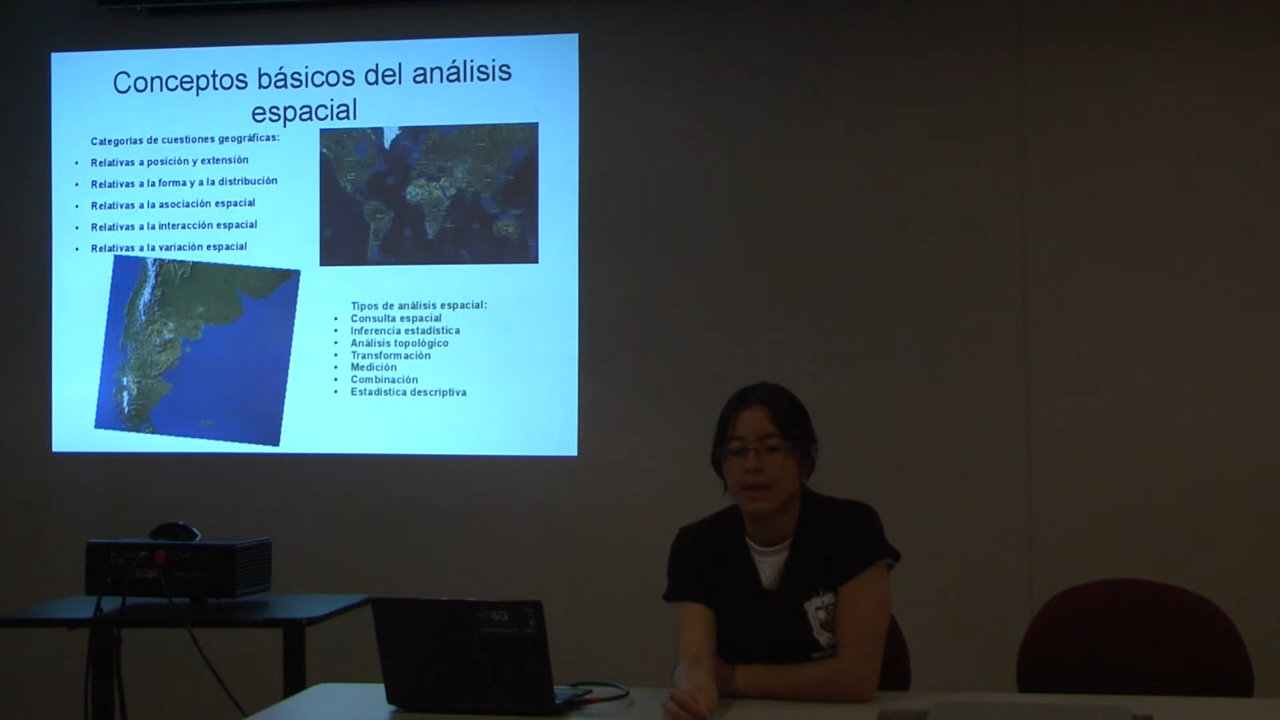 Conceptos básicos del análisis
espacial
Categorías de cuestiones geográficas:
• Relativas a posición y extensión
• Relativas a la forma y a la distribución
• Relativas a la asociación espacial
• Relativas a la interacción espacial
• Relativas a la variación espacial
Tipos de análisis espacial:
• Consulta espacial
• Inferencia estadística
• Análisis topológico
• Transformación
• Medición
• Combinación
• Estadística descriptiva